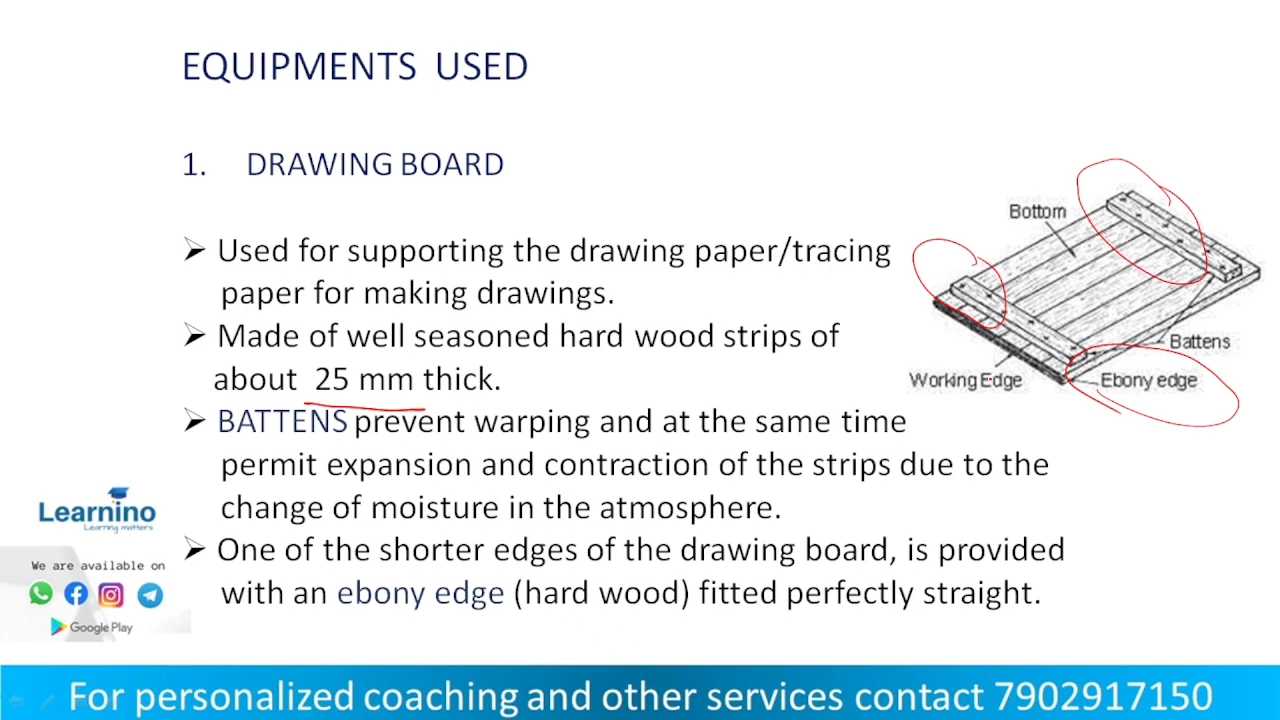 EQUIPMENTS USED
1. DRAWING BOARD
➢ Used for supporting the drawing paper/tracing
paper for making drawings.
➢ Made of well seasoned hard wood strips of
about 25 mm thick.
➢ BATTENS prevent warping and at the same time
permit expansion and contraction of the strips due to the
change of moisture in the atmosphere.
➢ One of the shorter edges of the drawing board, is provided
with an ebony edge (hard wood) fitted perfectly straight.
Bottom
Battens
Working Edge
Ebony edge
Learnino
Learning matters
We are available on
Google Play
For personalized coaching and other services contact 7902917150